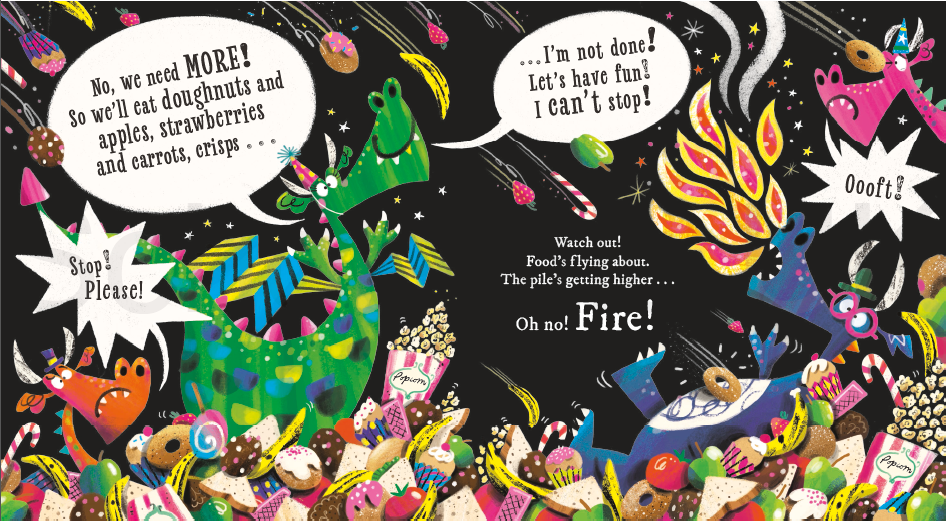 No, we need MORE!
So we'll eat doughnuts and
apples, strawberries
and carrots, crisps . . .
Stop!
Please!
Popcorn
...I'm not done!
Let's have fun!
I can't stop!
Oooft!
Watch out!
Food's flying about.
The pile's getting higher . . .
Oh no! Fire!
Popcorn